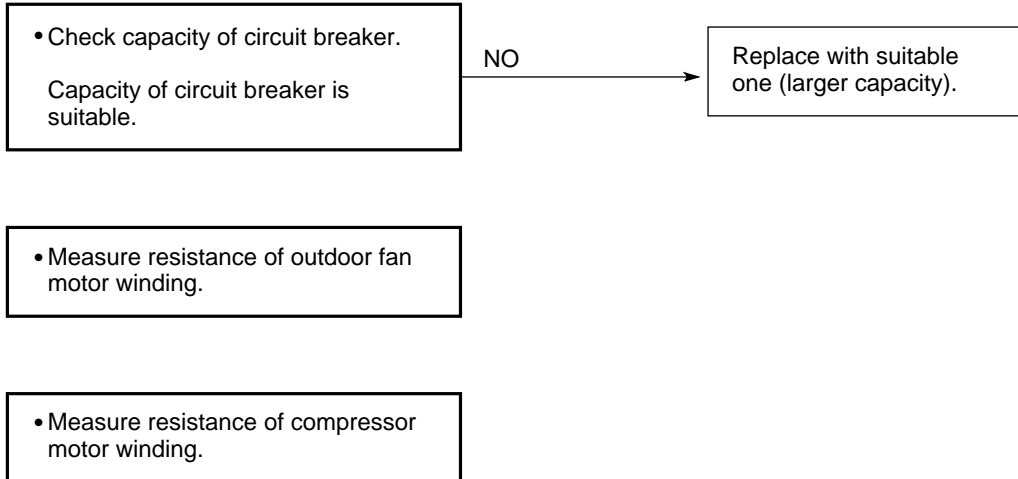 • Check capacity of circuit breaker.
Capacity of circuit breaker is
suitable.
NO
Replace with suitable
one (larger capacity).
• Measure resistance of outdoor fan
motor winding.
• Measure resistance of compressor
motor winding.